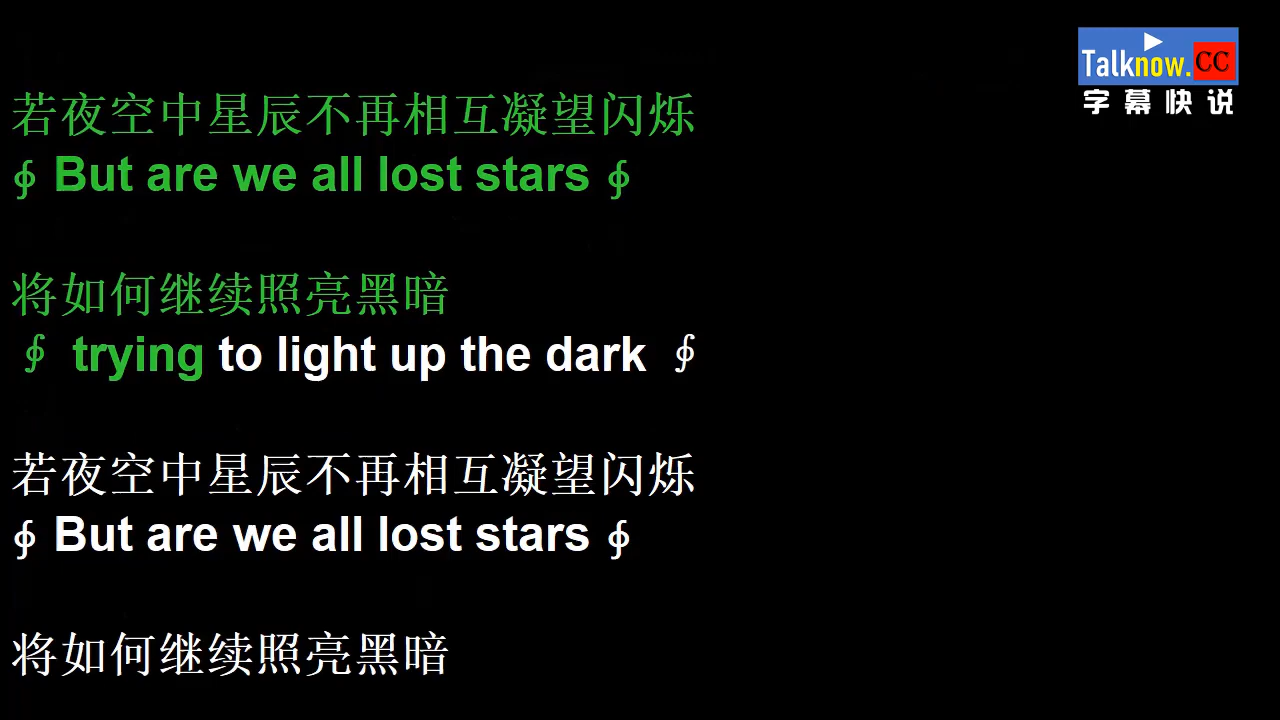 Talknow.CC
字幕快说
若夜空中星辰不再相互凝望闪烁
∮ But are we all lost stars ∮
将如何继续照亮黑暗
∮ trying to light up the dark ∮
若夜空中星辰不再相互凝望闪烁
∮ But are we all lost stars ∮
将如何继续照亮黑暗